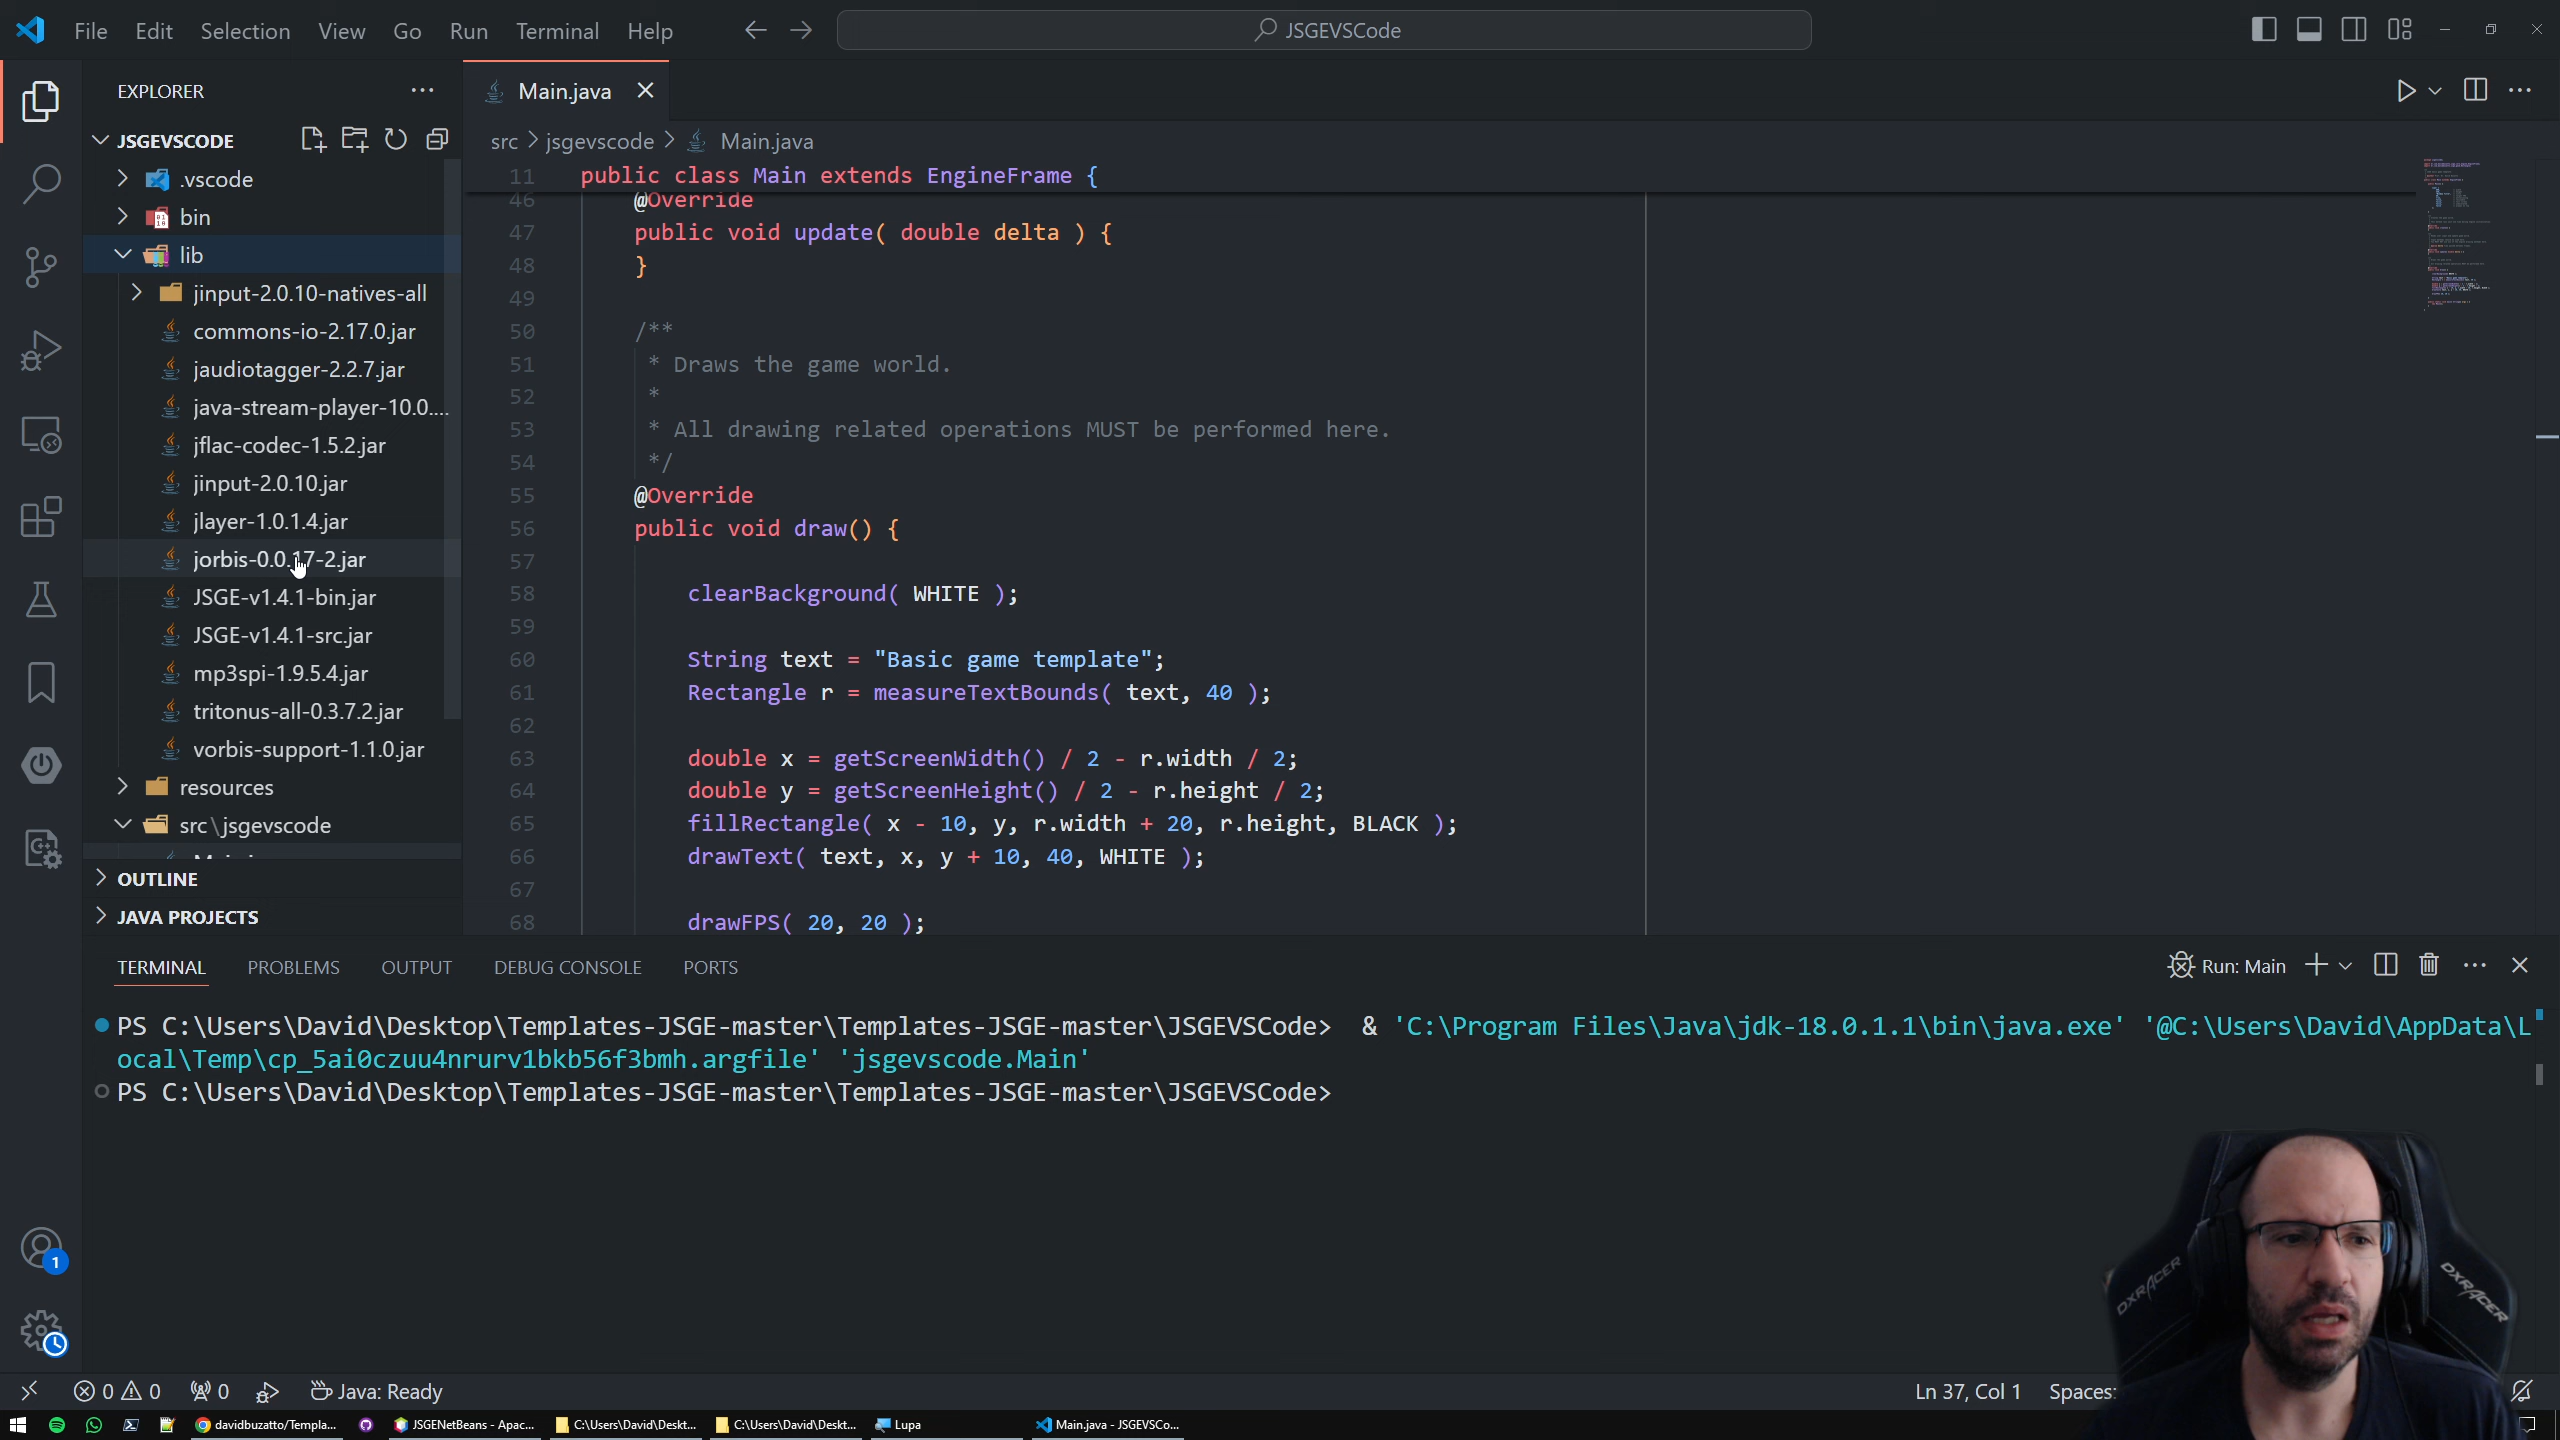 File Edit Selection View Go Run Terminal Help
JSGEVSCode
EXPLORER
JSGEVSCODE
.vscode
bin
lib
jinput-2.0.10-natives-all
commons-io-2.17.0.jar
jaudiotagger-2.2.7.jar
java-stream-player-10.0....
jflac-codec-1.5.2.jar
jinput-2.0.10.jar
jlayer-1.0.1.4.jar
jorbis-0.0.17-2.jar
JSGE-v1.4.1-bin.jar
JSGE-v1.4.1-src.jar
mp3spi-1.9.5.4.jar
tritonus-all-0.3.7.2.jar
vorbis-support-1.1.0.jar
resources
src\jsgevscode
OUTLINE
JAVA PROJECTS
Main.java
src > jsgevscode > Main.java
11 public class Main extends EngineFrame {
46 @Override
47 public void update( double delta ) {
48 }
49
50 /**
51 * Draws the game world.
52 *
53 * All drawing related operations MUST be performed here.
54 */
55 @Override
56 public void draw() {
57
58 clearBackground( WHITE );
59
60 String text = "Basic game template";
61 Rectangle r = measureTextBounds( text, 40 );
62
63 double x = getScreenWidth() / 2 - r.width / 2;
64 double y = getScreenHeight() / 2 - r.height / 2;
65 fillRectangle( x - 10, y, r.width + 20, r.height, BLACK );
66 drawText( text, x, y + 10, 40, WHITE );
67
68 drawFPS( 20, 20 );
TERMINAL PROBLEMS OUTPUT DEBUG CONSOLE PORTS
Run: Main
PS C:\Users\David\Desktop\Templates-JSGE-master\Templates-JSGE-master\JSGEVSCode> & 'C:\Program Files\Java\jdk-18.0.1.1\bin\java.exe' '@C:\Users\David\AppData\L
ocal\Temp\cp_5ai0czuu4nrurv1bkb56f3bmh.argfile' 'jsgevscode.Main'
PS C:\Users\David\Desktop\Templates-JSGE-master\Templates-JSGE-master\JSGEVSCode>
DXRACER
DXRACER
1
0 0 0 Java: Ready
Ln 37, Col 1 Spaces:
davidbuzatto/Templa... JSGENetBeans - Apac... C:\Users\David\Deskt... C:\Users\David\Deskt... Lupa Main.java - JSGEVSCo...